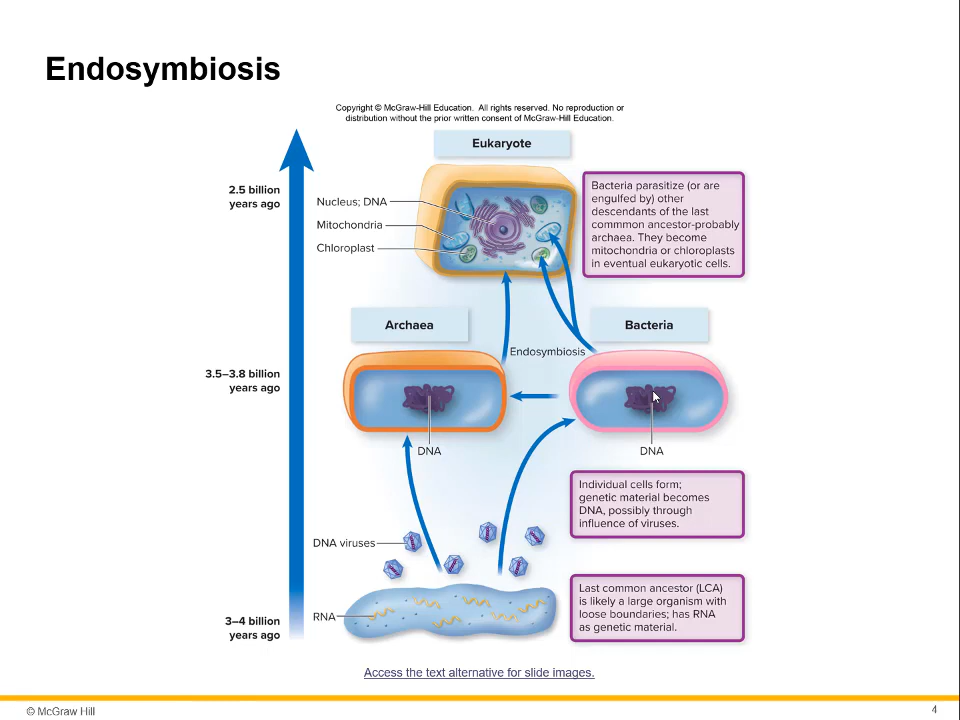 Endosymbiosis
Copyright © McGraw-Hill Education. All rights reserved. No reproduction or
distribution without the prior written consent of McGraw-Hill Education.
Eukaryote
2.5 billion
years ago
Nucleus; DNA
Mitochondria
Chloroplast
Bacteria parasitize (or are
engulfed by) other
descendants of the last
commmon ancestor-probably
archaea. They become
mitochondria or chloroplasts
in eventual eukaryotic cells.
Archaea
Bacteria
Endosymbiosis
3.5–3.8 billion
years ago
DNA
DNA
Individual cells form;
genetic material becomes
DNA, possibly through
influence of viruses.
DNA viruses
Last common ancestor (LCA)
is likely a large organism with
loose boundaries; has RNA
as genetic material.
RNA
3–4 billion
years ago
Access the text alternative for slide images.
© McGraw Hill
4